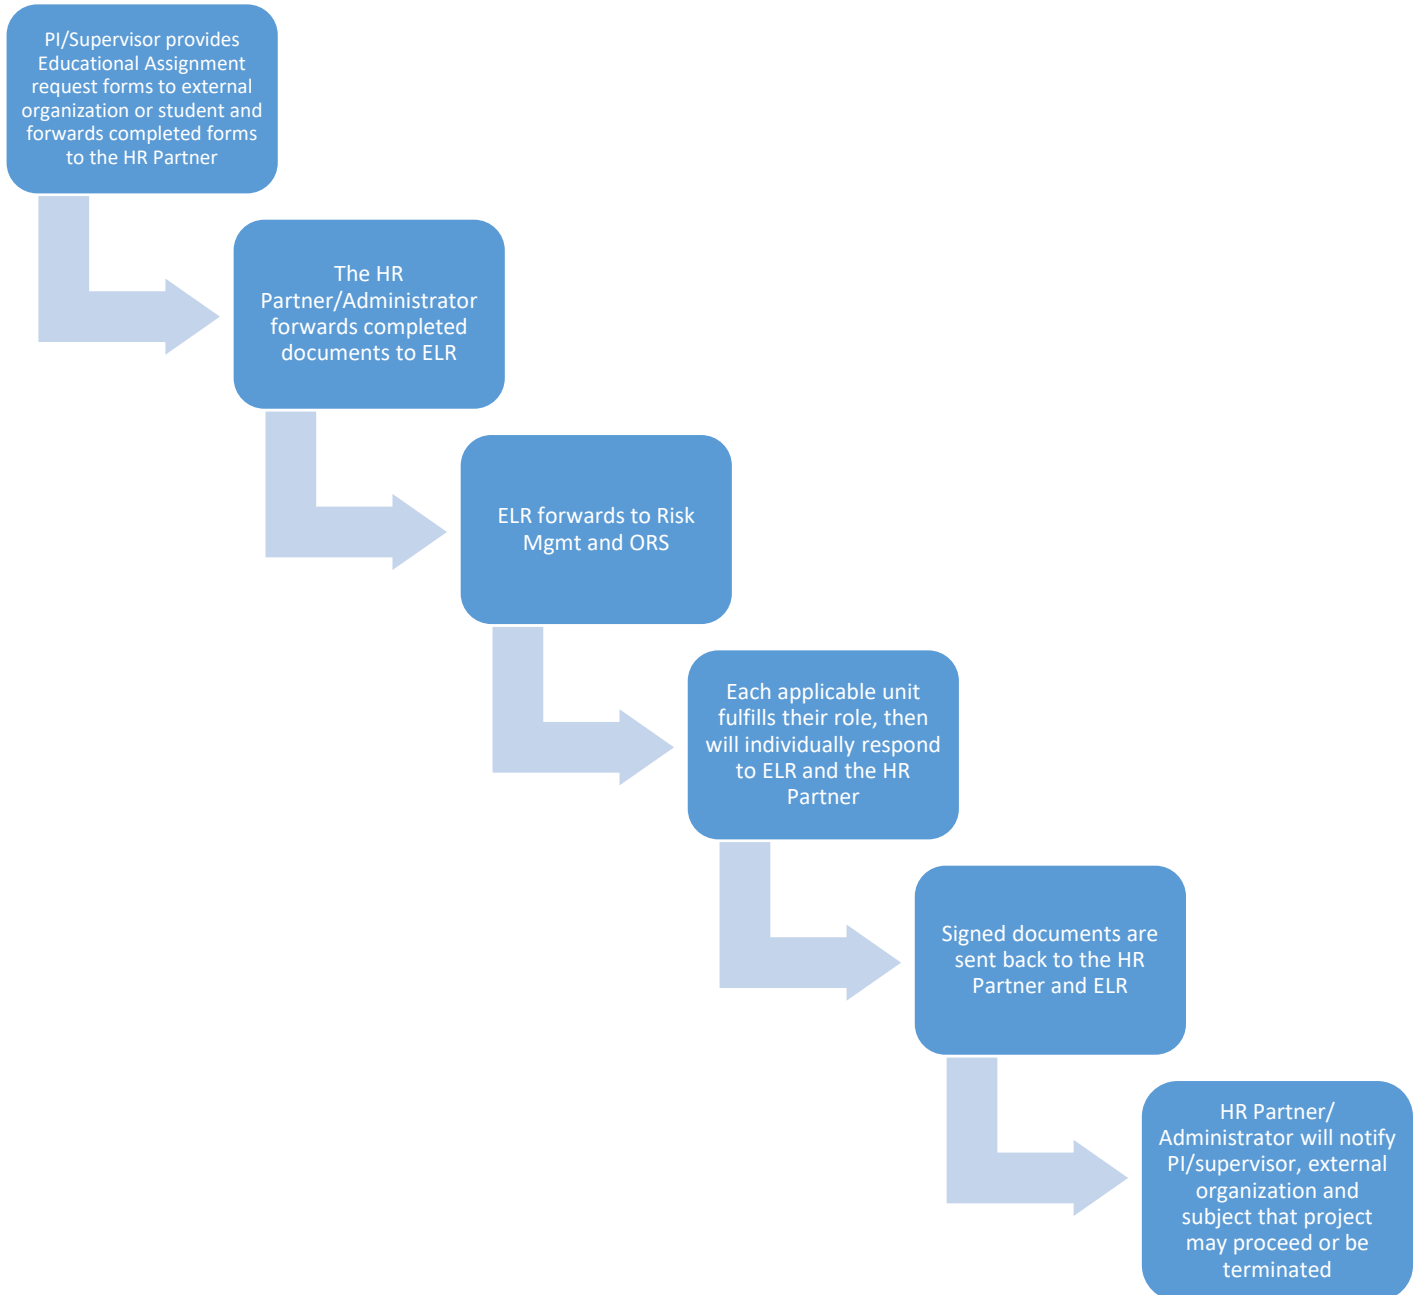 PI/Supervisor provides
Educational Assignment
request forms to external
organization or student and
forwards completed forms
to the HR Partner
The HR
Partner/Administrator
forwards completed
documents to ELR
ELR forwards to Risk
Mgmt and ORS
Each applicable unit
fulfills their role, then
will individually respond
to ELR and the HR
Partner
Signed documents are
sent back to the HR
Partner and ELR
HR Partner/
Administrator will notify
PI/supervisor, external
organization and
subject that project
may proceed or be
terminated